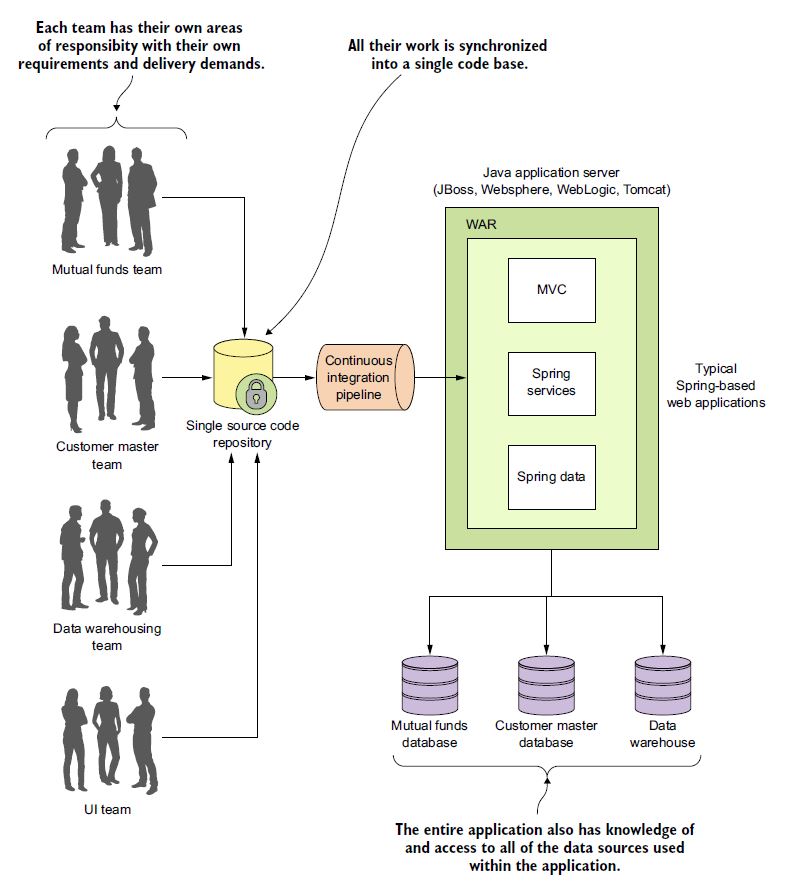 Each team has their own areas
of responsibity with their own
requirements and delivery demands.
All their work is synchronized
into a single code base.
Mutual funds team
Customer master
team
Data warehousing
team
UI team
Single source code
repository
Continuous
integration
pipeline
Java application server
(JBoss, Websphere, WebLogic, Tomcat)
WAR
MVC
Spring
services
Spring data
Typical
Spring-based
web applications
Mutual funds
database
Customer master
database
Data
warehouse
The entire application also has knowledge of
and access to all of the data sources used
within the application.